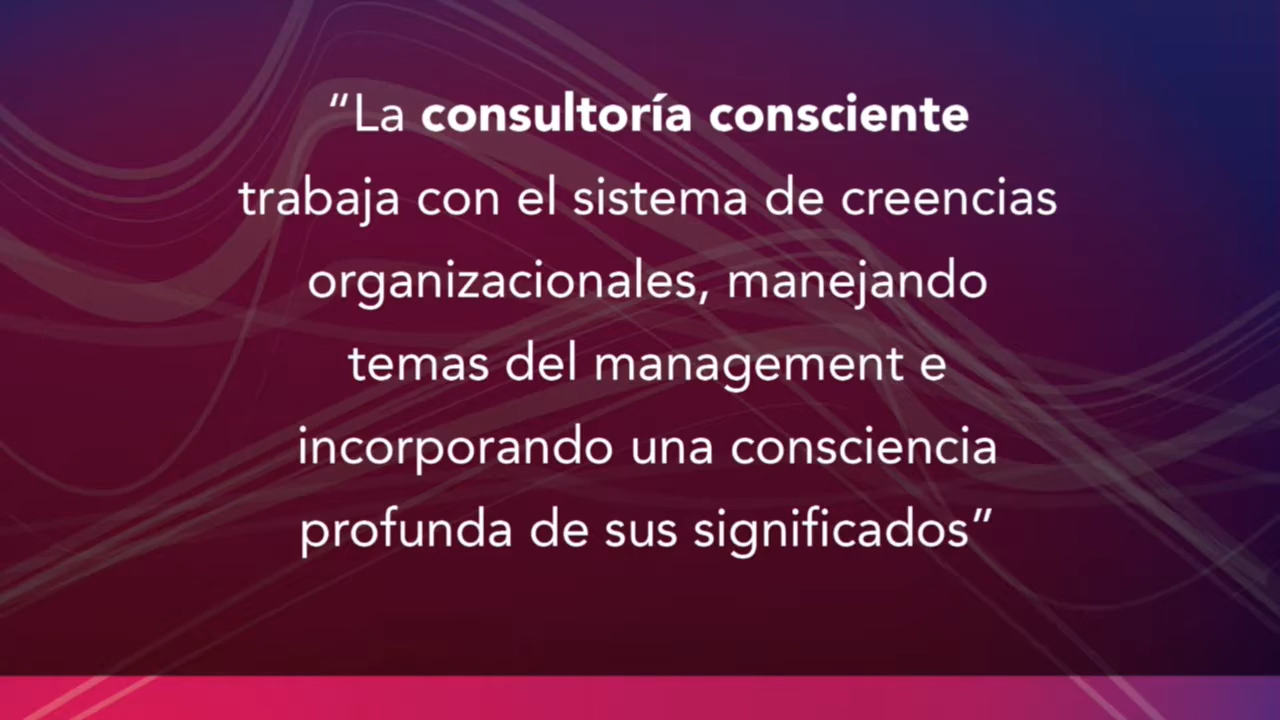 “La consultoría consciente
trabaja con el sistema de creencias
organizacionales, manejando
temas del management e
incorporando una consciencia
profunda de sus significados”